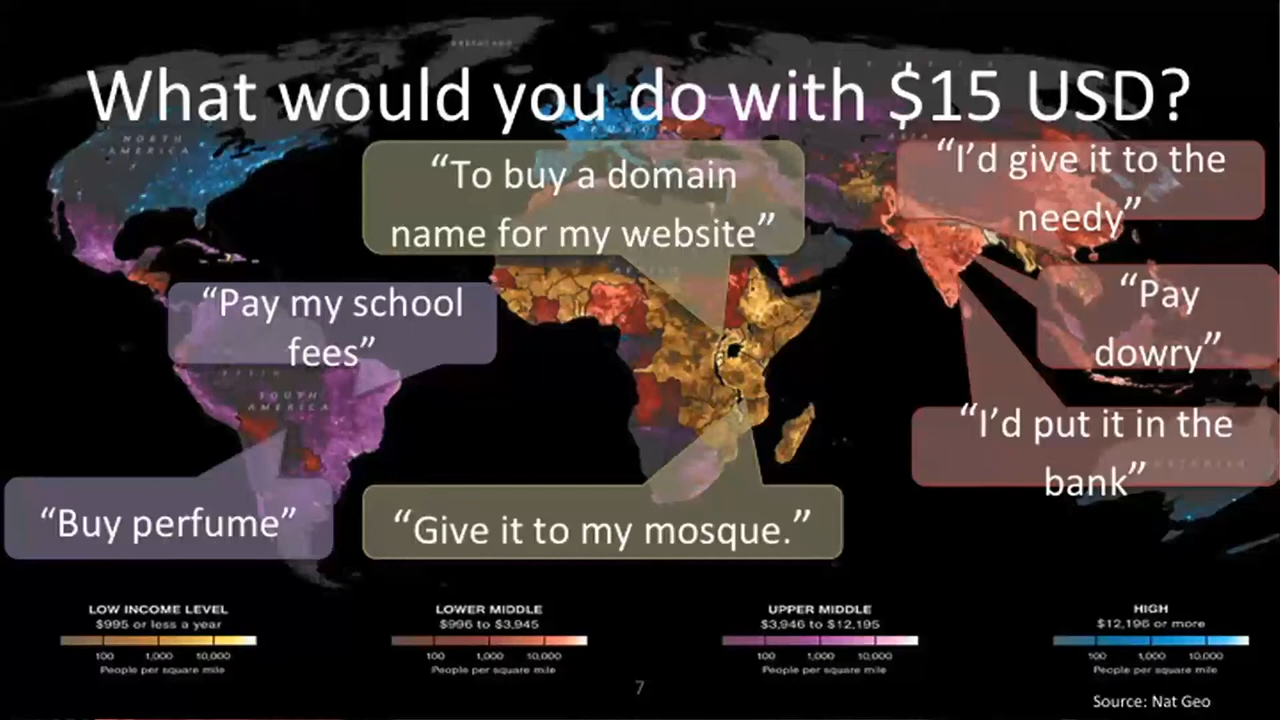 What would you do with $15 USD?
NORTH
AMERICA
"To buy a domain
name for my website"
"I'd give it to the
needy"
"Pay my school
fees"
"Pay
dowry"
SOUTH
AMERICA
"I'd put it in the
bank"
"Buy perfume"
"Give it to my mosque."
LOW INCOME LEVEL
$995 or less a year
100 1,000 10,000
People per square mile
LOWER MIDDLE
$996 to $3,945
100 1,000 10,000
People per square mile
UPPER MIDDLE
$3,946 to $12,195
100 1,000 10,000
People per square mile
HIGH
$12,196 or more
100 1,000 10,000
People per square mile
7
Source: Nat Geo